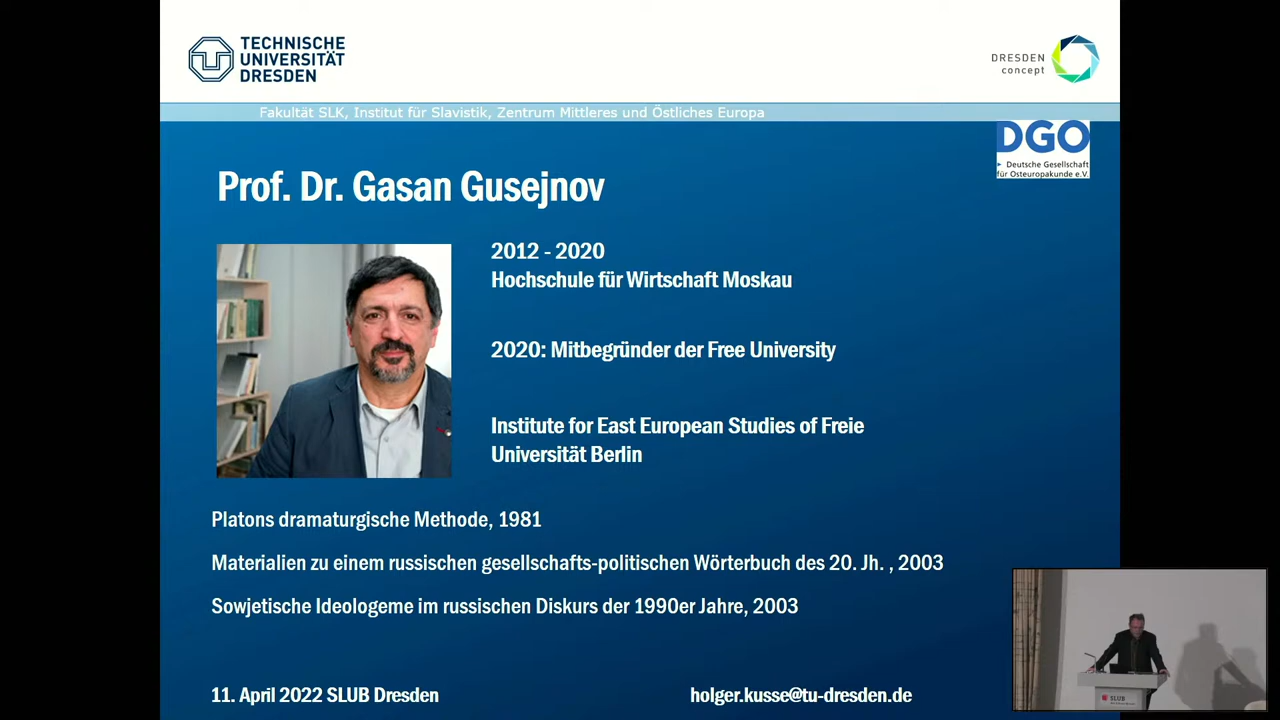 TECHNISCHE
UNIVERSITÄT
DRESDEN
DRESDEN
concept
Fakultät SLK, Institut für Slavistik, Zentrum Mittleres und Östliches Europa
DGO
Deutsche Gesellschaft
für Osteuropakunde e.V.
Prof. Dr. Gasan Gusejnov
2012 - 2020
Hochschule für Wirtschaft Moskau
2020: Mitbegründer der Free University
Institute for East European Studies of Freie
Universität Berlin
Platons dramaturgische Methode, 1981
Materialien zu einem russischen gesellschafts-politischen Wörterbuch des 20. Jh. , 2003
Sowjetische Ideologeme im russischen Diskurs der 1990er Jahre, 2003
11. April 2022 SLUB Dresden
holger.kusse@tu-dresden.de
SLUB